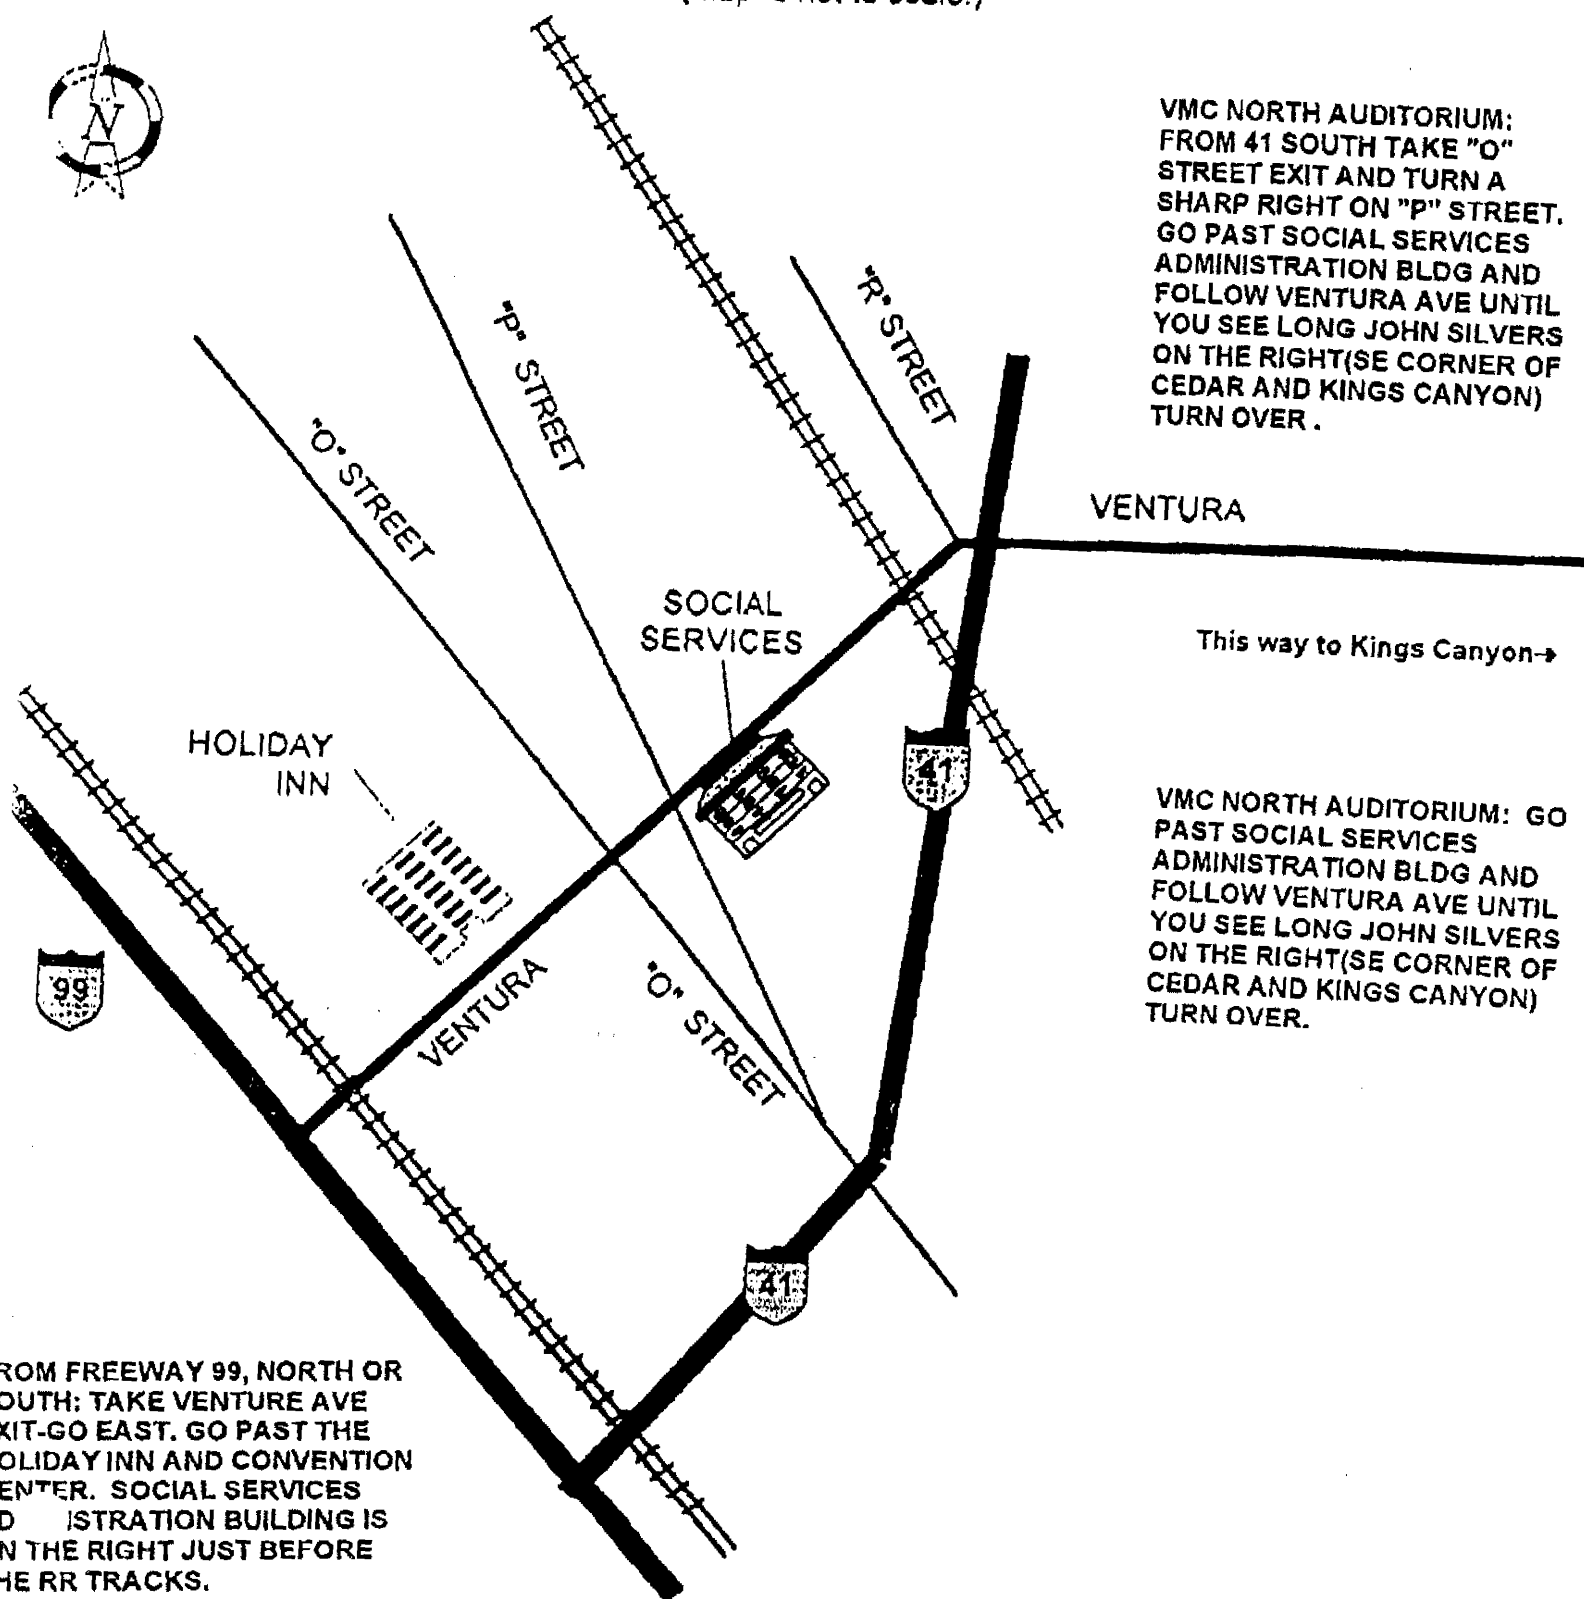 N
VMC NORTH AUDITORIUM:
FROM 41 SOUTH TAKE "O"
STREET EXIT AND TURN A
SHARP RIGHT ON "P" STREET.
GO PAST SOCIAL SERVICES
ADMINISTRATION BLDG AND
FOLLOW VENTURA AVE UNTIL
YOU SEE LONG JOHN SILVERS
ON THE RIGHT(SE CORNER OF
CEDAR AND KINGS CANYON)
TURN OVER .
"R" STREET
"P" STREET
"O" STREET
VENTURA
SOCIAL
SERVICES
This way to Kings Canyon→
HOLIDAY
INN
41
VMC NORTH AUDITORIUM: GO
PAST SOCIAL SERVICES
ADMINISTRATION BLDG AND
FOLLOW VENTURA AVE UNTIL
YOU SEE LONG JOHN SILVERS
ON THE RIGHT(SE CORNER OF
CEDAR AND KINGS CANYON)
TURN OVER.
99
VENTURA
"O" STREET
41
ROM FREEWAY 99, NORTH OR
OUTH: TAKE VENTURE AVE
XIT-GO EAST. GO PAST THE
OLIDAY INN AND CONVENTION
ENTER. SOCIAL SERVICES
D ISTRATION BUILDING IS
N THE RIGHT JUST BEFORE
HE RR TRACKS.